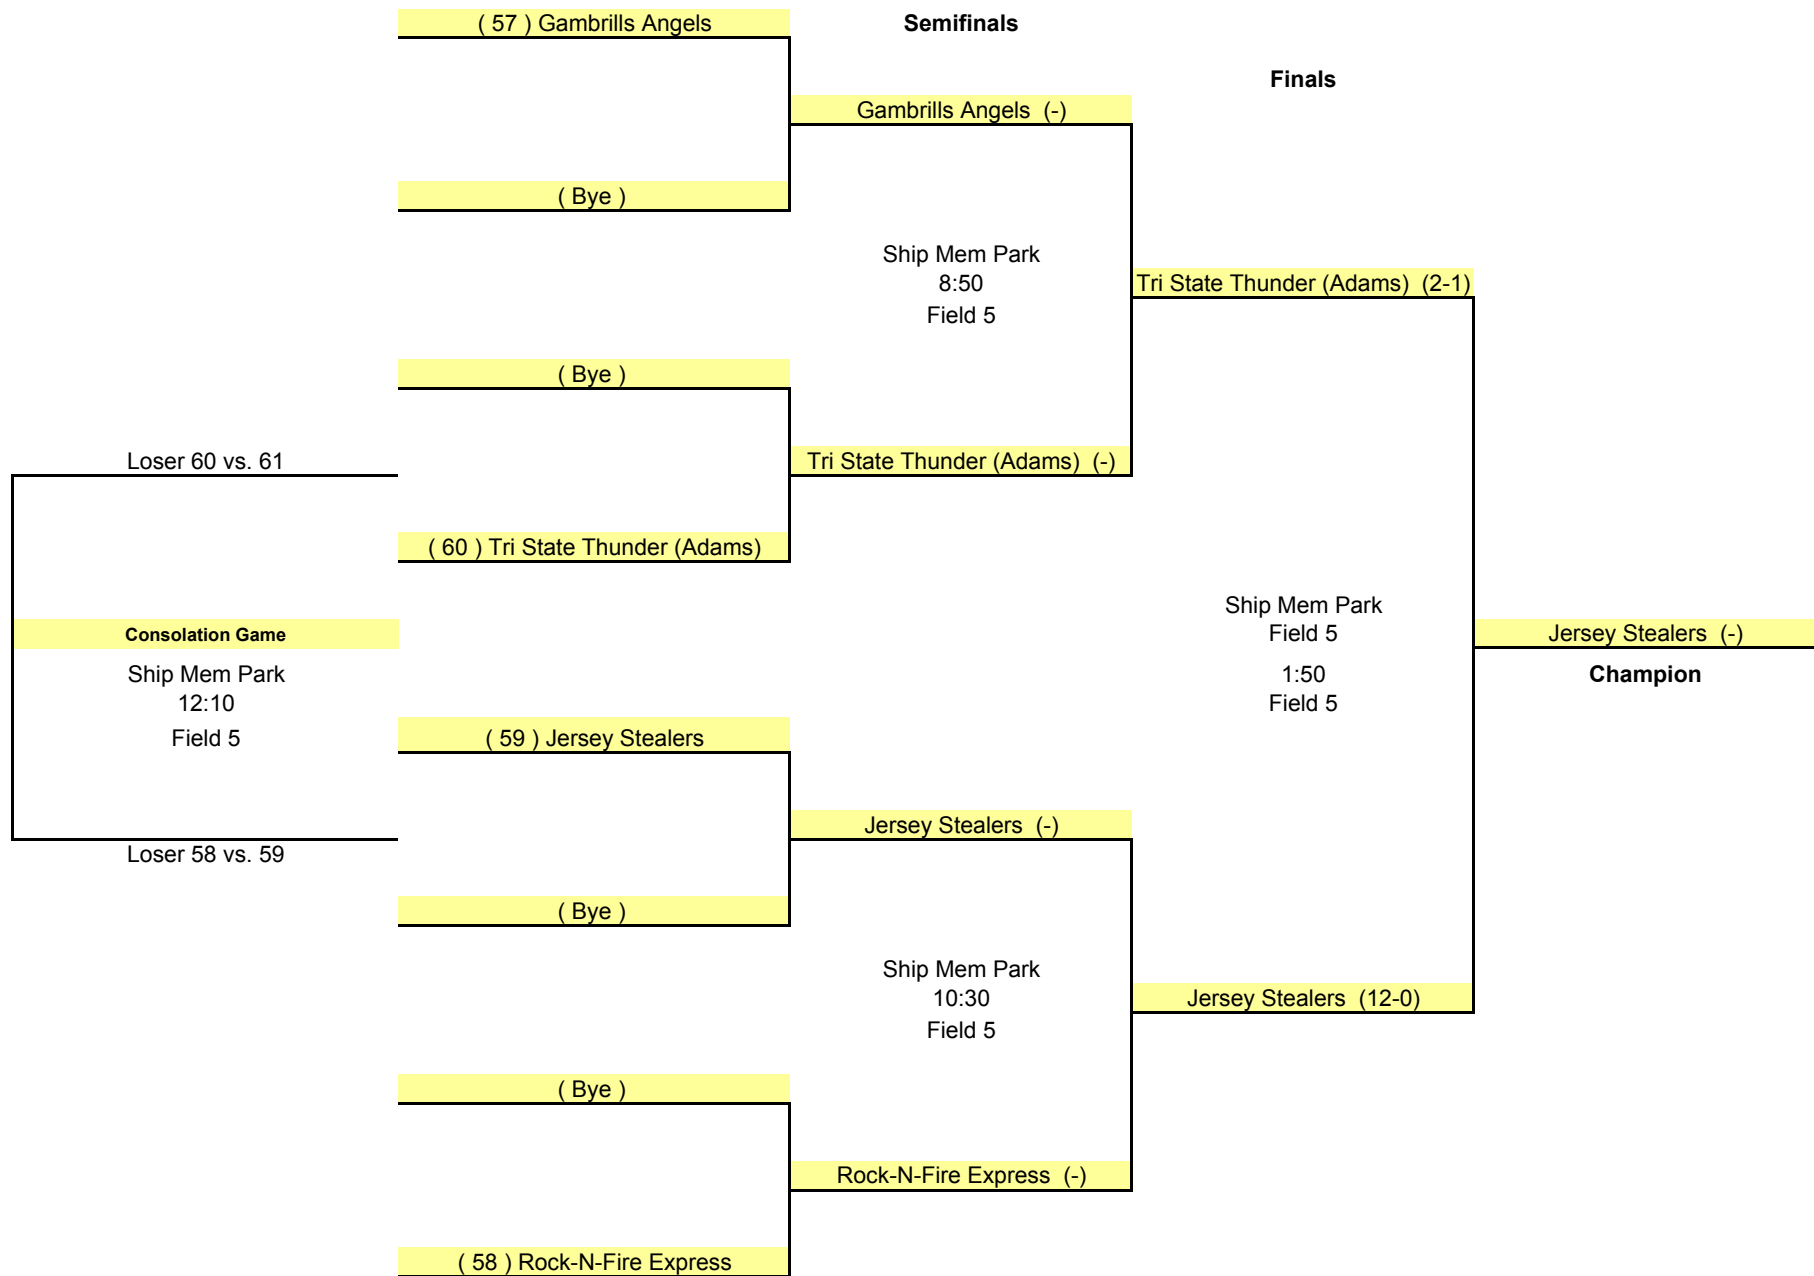 ( 57 ) Gambrills Angels
Semifinals
Finals
Gambrills Angels (-)
( Bye )
Ship Mem Park
8:50
Field 5
Tri State Thunder (Adams) (2-1)
( Bye )
Loser 60 vs. 61
Tri State Thunder (Adams) (-)
( 60 ) Tri State Thunder (Adams)
Consolation Game
Ship Mem Park
12:10
Field 5
Ship Mem Park
Field 5
1:50
Field 5
Jersey Stealers (-)
Champion
( 59 ) Jersey Stealers
Jersey Stealers (-)
Loser 58 vs. 59
( Bye )
Ship Mem Park
10:30
Field 5
Jersey Stealers (12-0)
( Bye )
Rock-N-Fire Express (-)
( 58 ) Rock-N-Fire Express